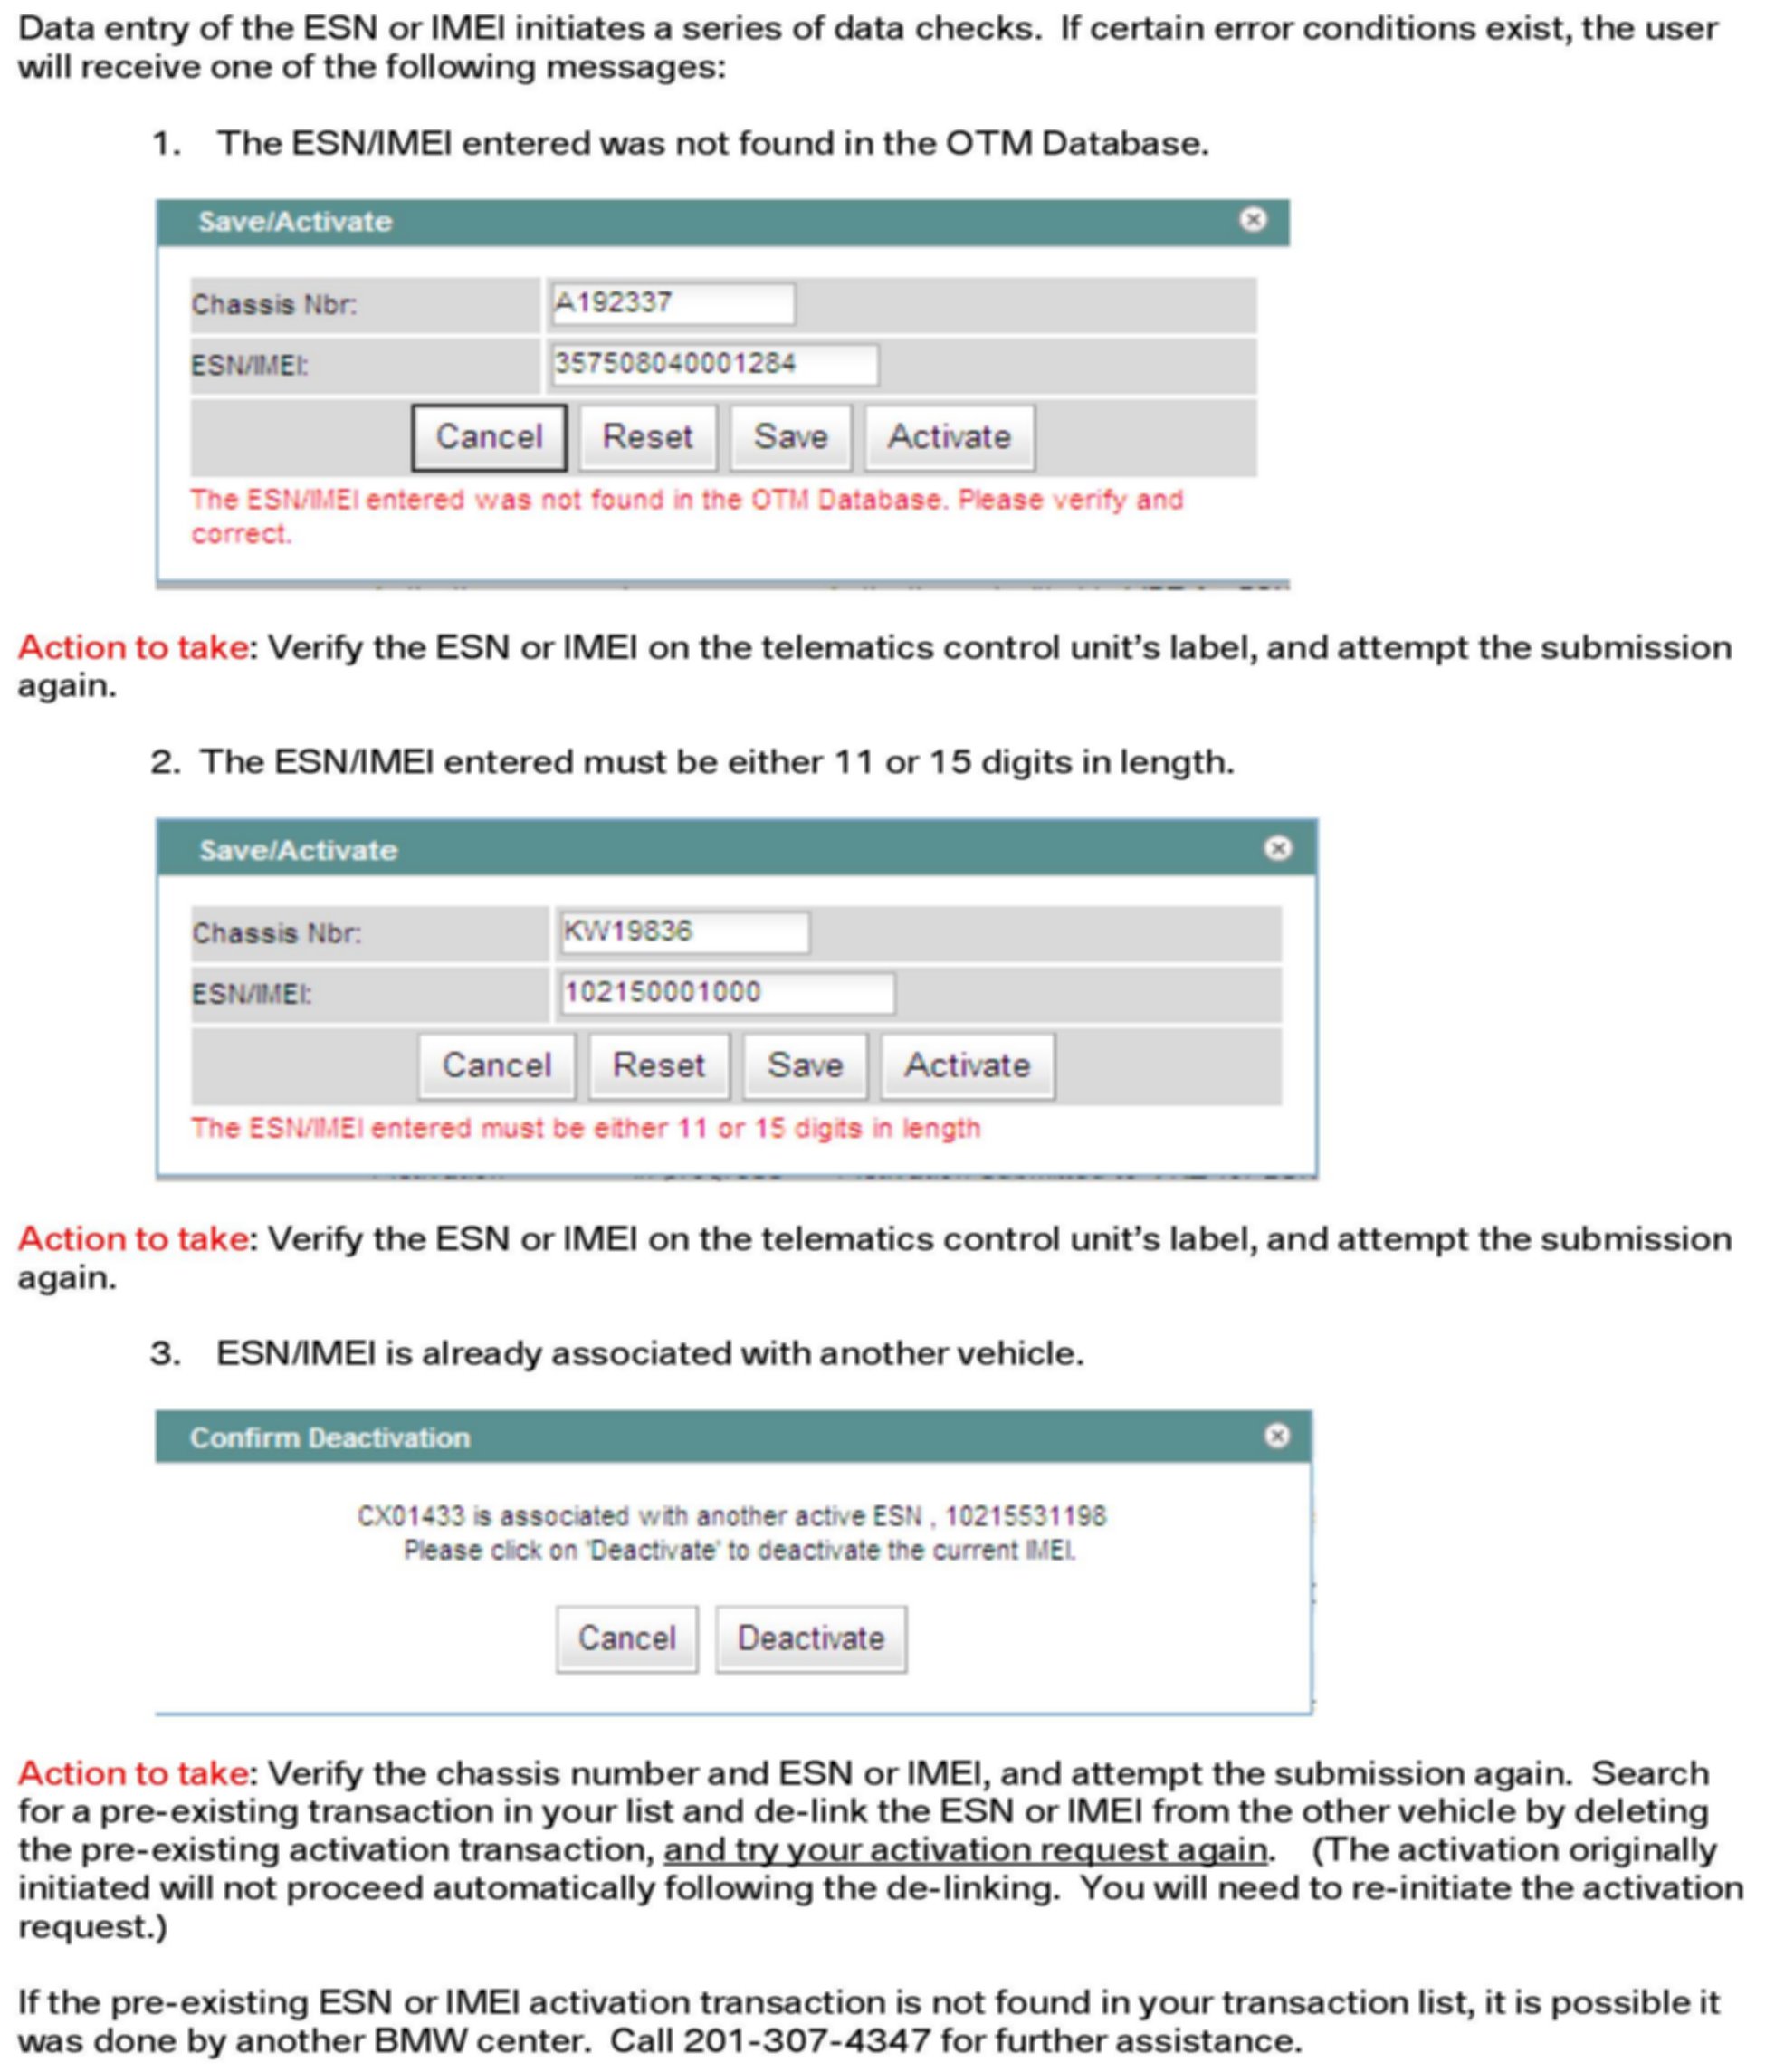 Data entry of the ESN or IMEI initiates a series of data checks.  If certain error conditions exist, the user
will receive one of the following messages:
1.   The ESN/IMEI entered was not found in the OTM Database.
Save/Activate
Chassis Nbr: A192337
ESN/IMEI: 357508040001284
Cancel Reset Save Activate
The ESN/IMEI entered was not found in the OTM Database. Please verify and
correct.
Action to take: Verify the ESN or IMEI on the telematics control unit’s label, and attempt the submission
again.
2.  The ESN/IMEI entered must be either 11 or 15 digits in length.
Save/Activate
Chassis Nbr: KW19836
ESN/IMEI: 102150001000
Cancel Reset Save Activate
The ESN/IMEI entered must be either 11 or 15 digits in length
Action to take: Verify the ESN or IMEI on the telematics control unit’s label, and attempt the submission
again.
3.   ESN/IMEI is already associated with another vehicle.
Confirm Deactivation
CX01433 is associated with another active ESN , 10215531198
Please click on 'Deactivate' to deactivate the current IMEI.
Cancel Deactivate
Action to take: Verify the chassis number and ESN or IMEI, and attempt the submission again.  Search
for a pre-existing transaction in your list and de-link the ESN or IMEI from the other vehicle by deleting
the pre-existing activation transaction, and try your activation request again.   (The activation originally
initiated will not proceed automatically following the de-linking.  You will need to re-initiate the activation
request.)
If the pre-existing ESN or IMEI activation transaction is not found in your transaction list, it is possible it
was done by another BMW center.  Call 201-307-4347 for further assistance.